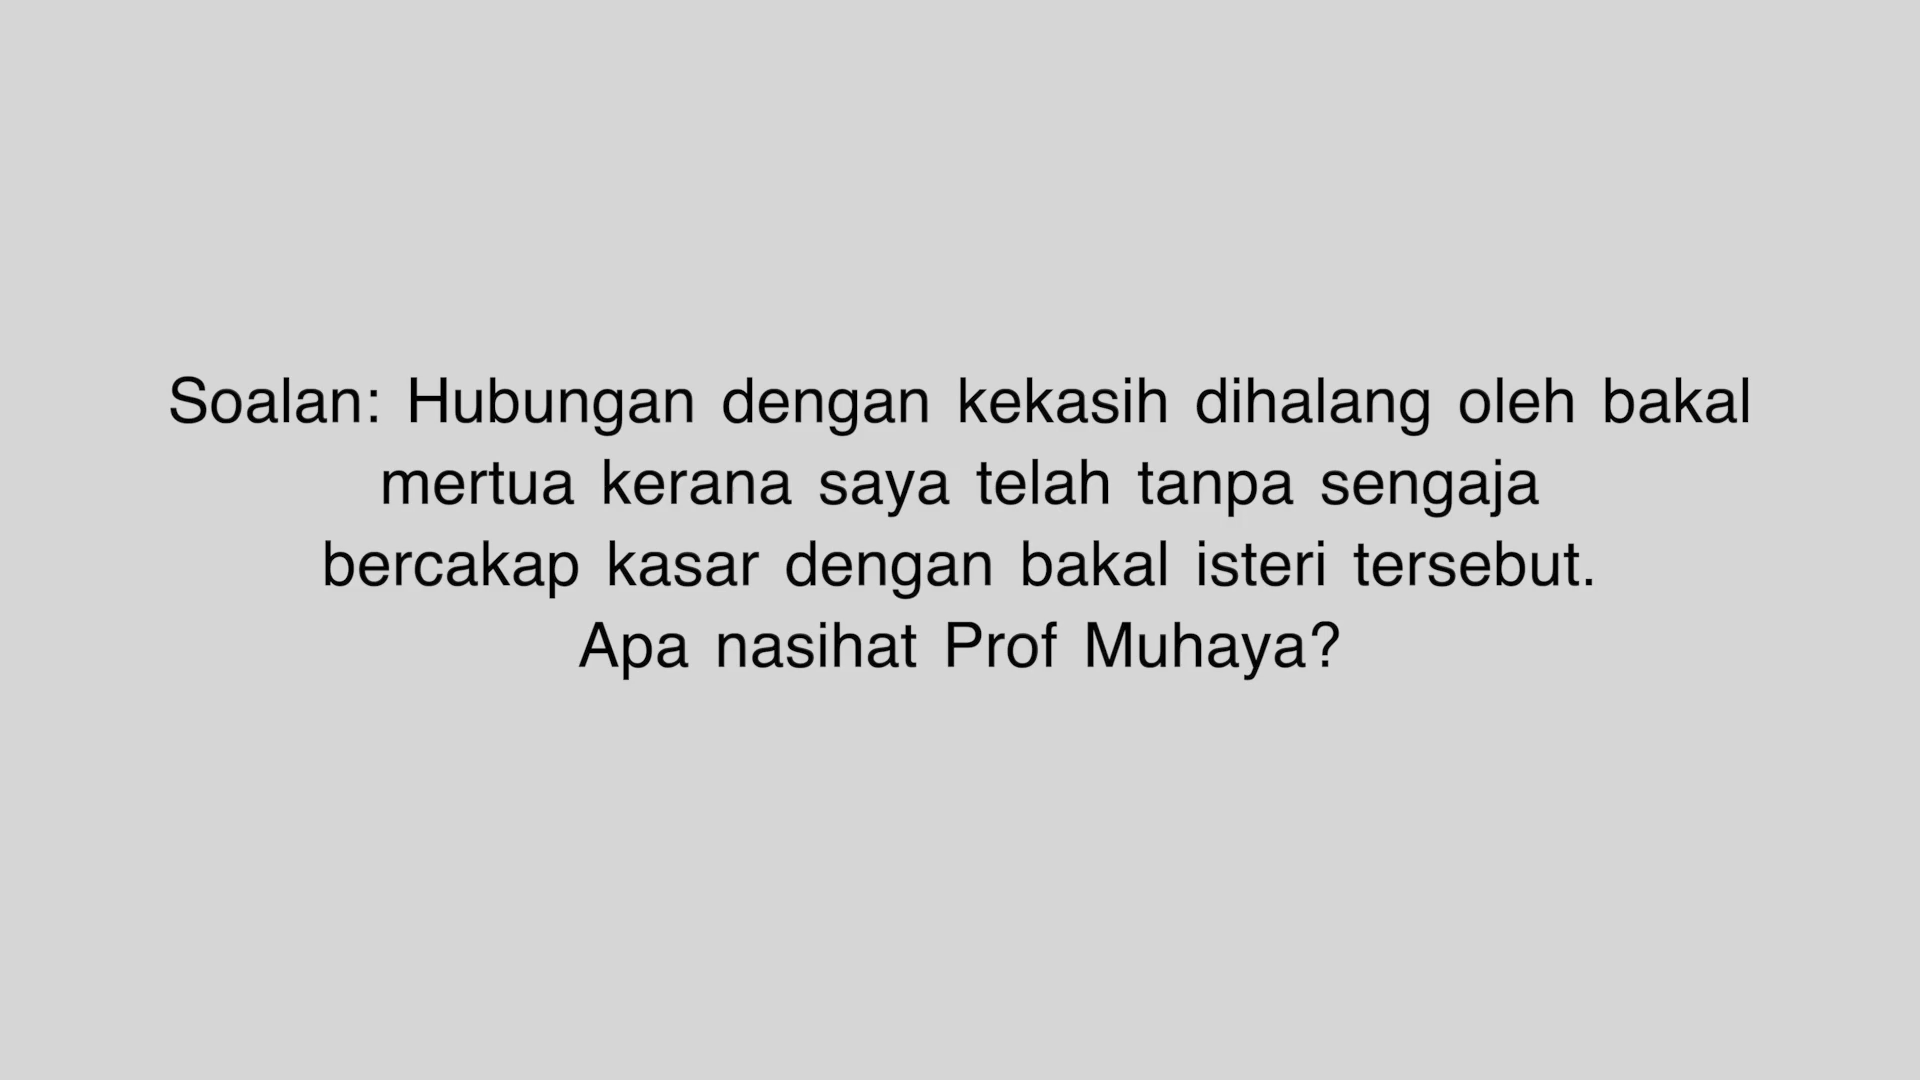 Soalan: Hubungan dengan kekasih dihalang oleh bakal
mertua kerana saya telah tanpa sengaja
bercakap kasar dengan bakal isteri tersebut.
Apa nasihat Prof Muhaya?